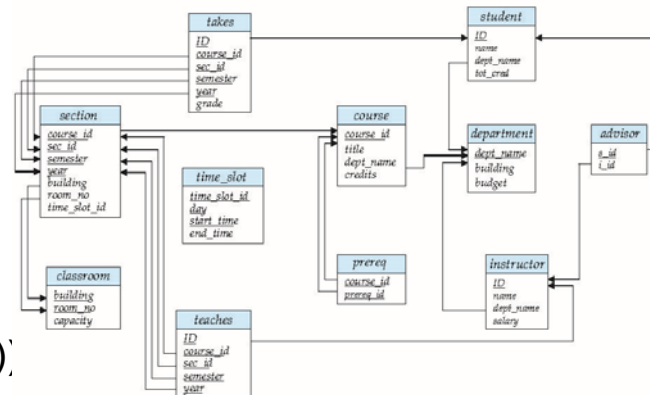 takes
ID
course_id
sec_id
semester
year
grade
student
ID
name
dept_name
tot_cred
section
course_id
sec_id
semester
year
building
room_no
time_slot_id
course
course_id
title
dept_name
credits
department
dept_name
building
budget
advisor
s_id
i_id
time_slot
time_slot_id
day
start_time
end_time
classroom
building
room_no
capacity
prereq
course_id
prereq_id
instructor
ID
name
dept_name
salary
teaches
ID
course_id
sec_id
semester
year
)